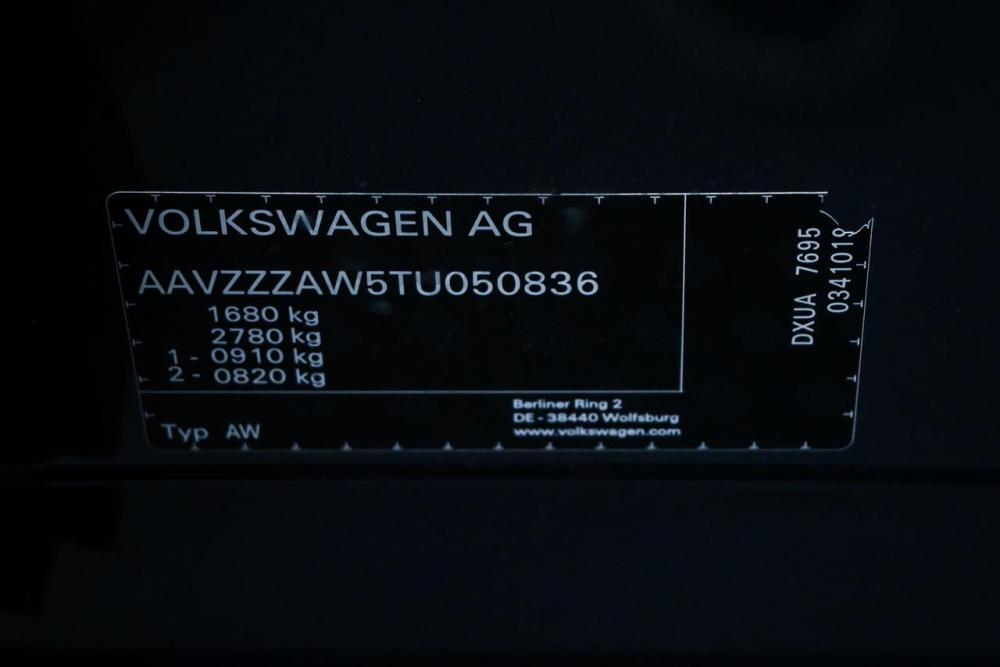 VOLKSWAGEN AG
AAVZZZAW5TU050836
1680 kg
2780 kg
1 - 0910 kg
2 - 0820 kg
Typ AW
Berliner Ring 2
DE - 38440 Wolfsburg
www.volkswagen.com
DXUA 7695
0341019